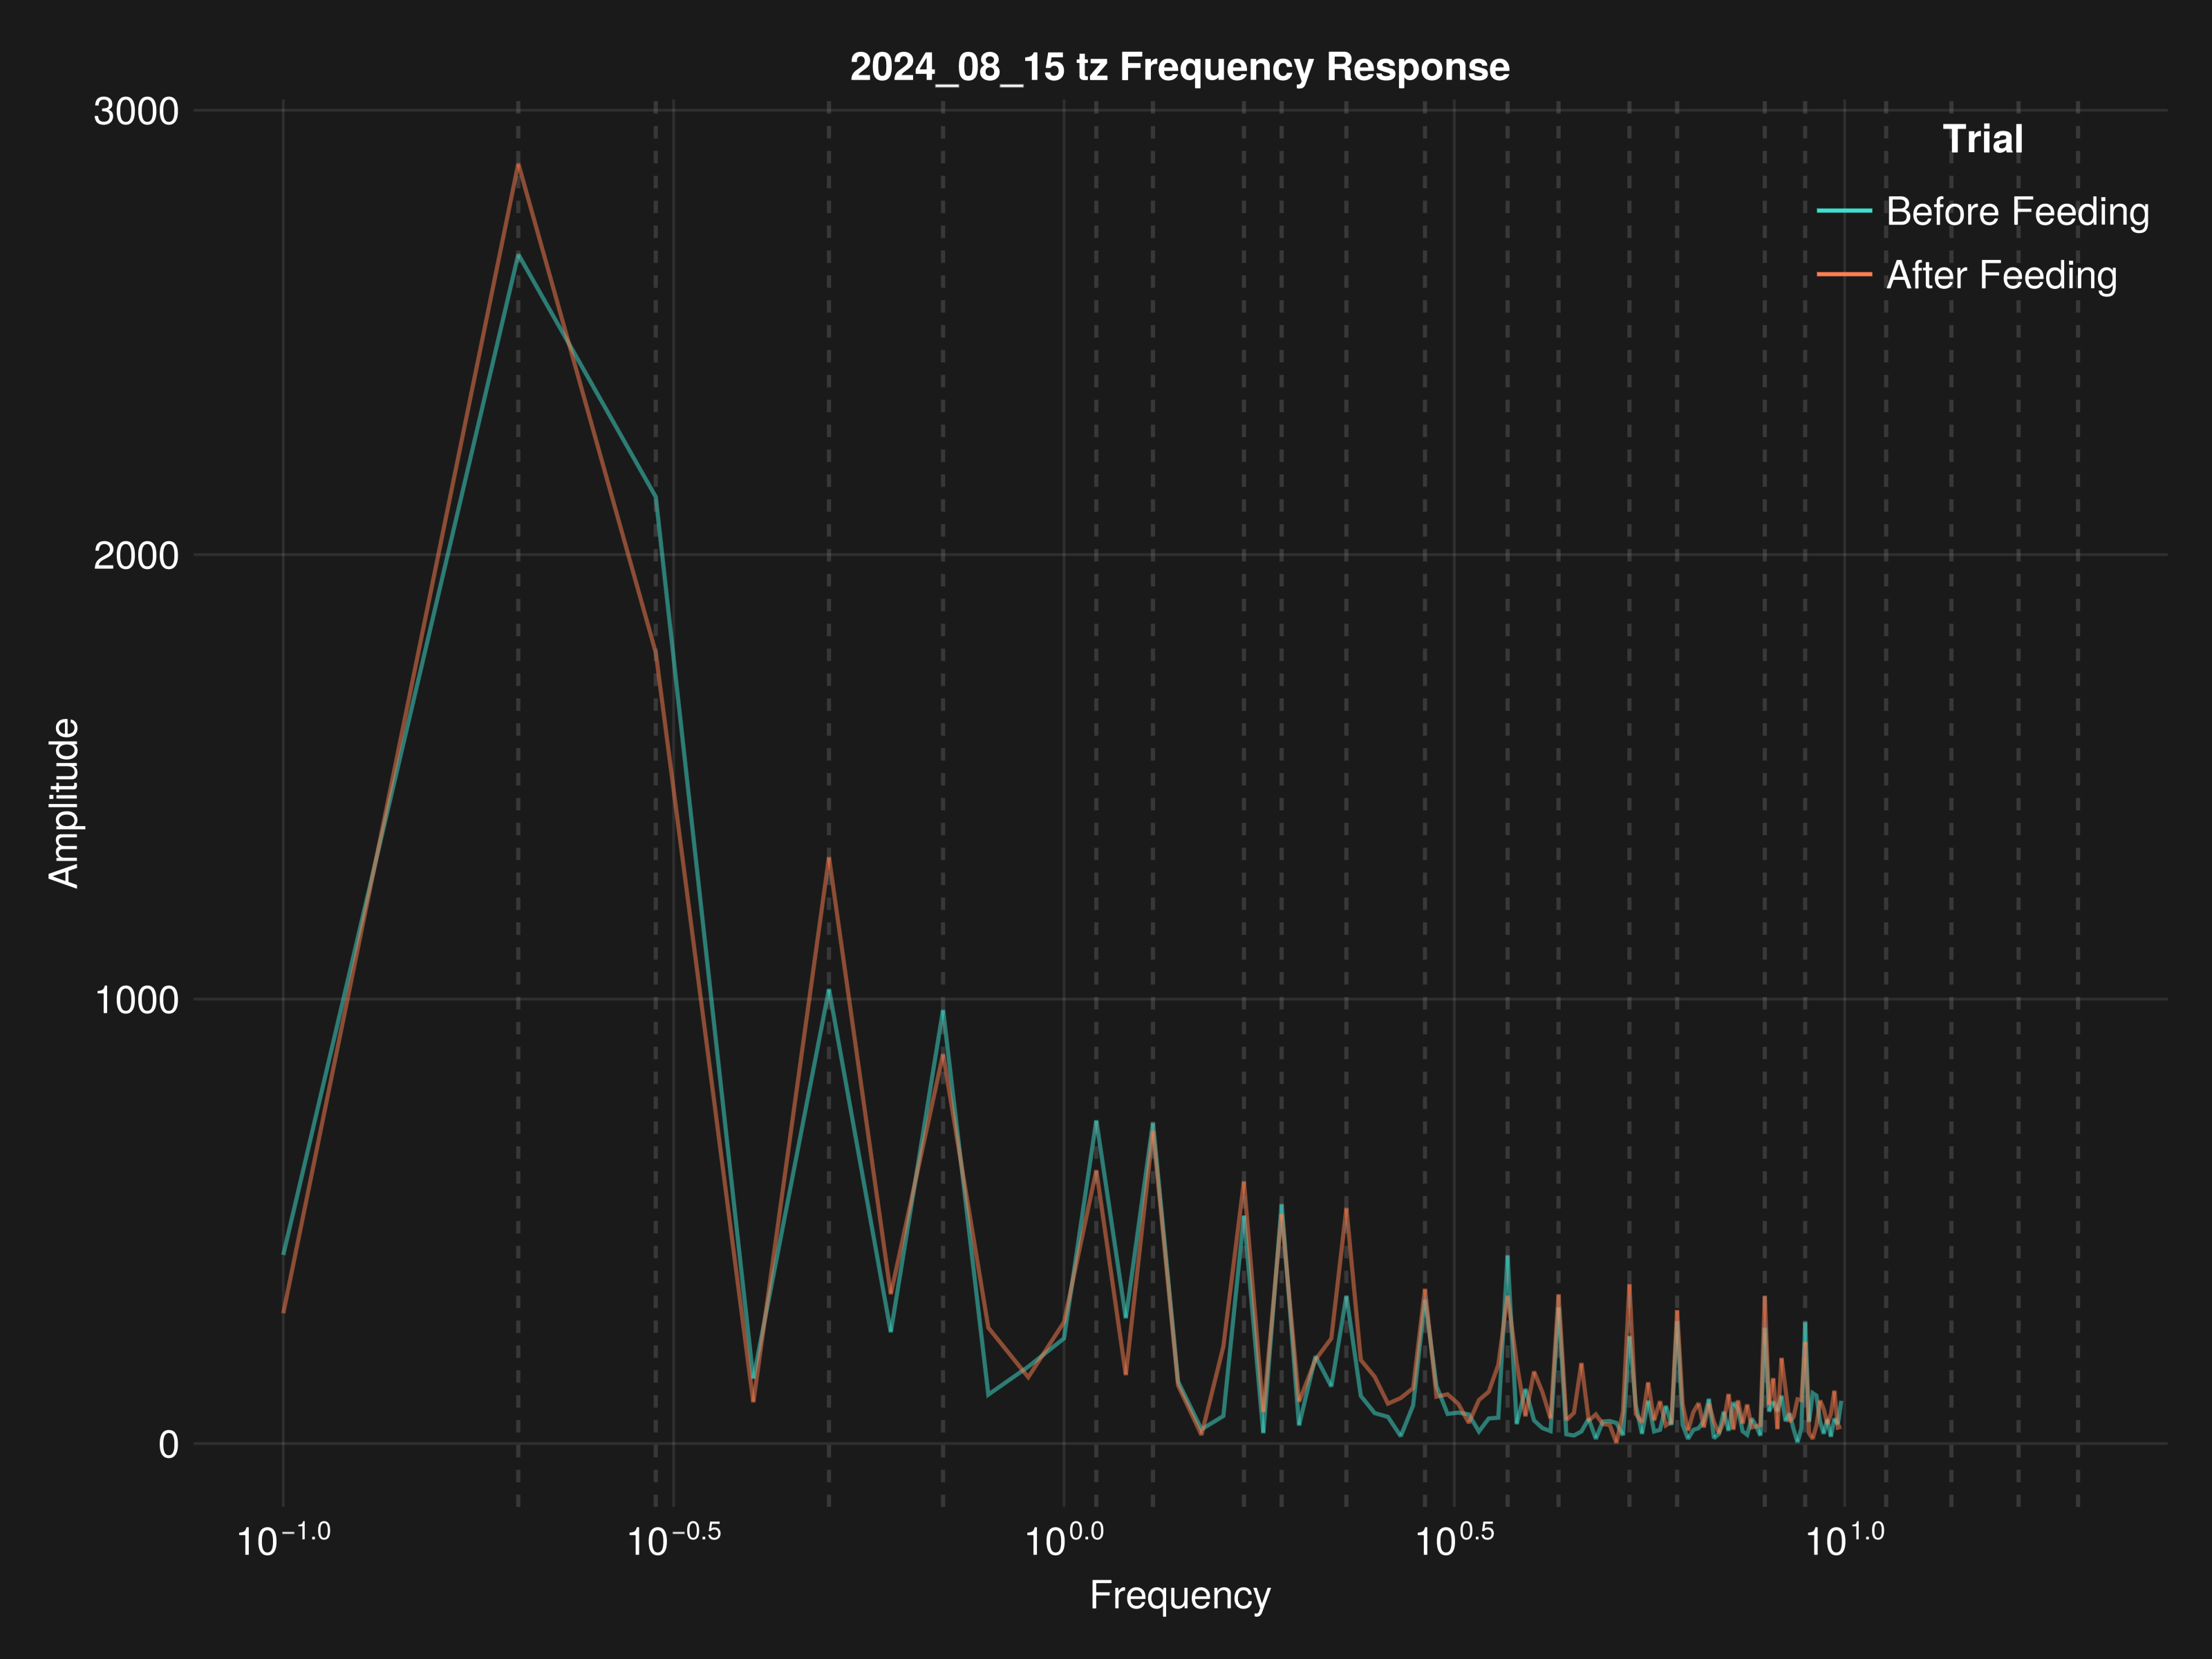 2024_08_15 tz Frequency Response
Trial
Before Feeding
After Feeding
Amplitude
3000
2000
1000
0
10^−1.0 10^−0.5 10^0.0 10^0.5 10^1.0
Frequency